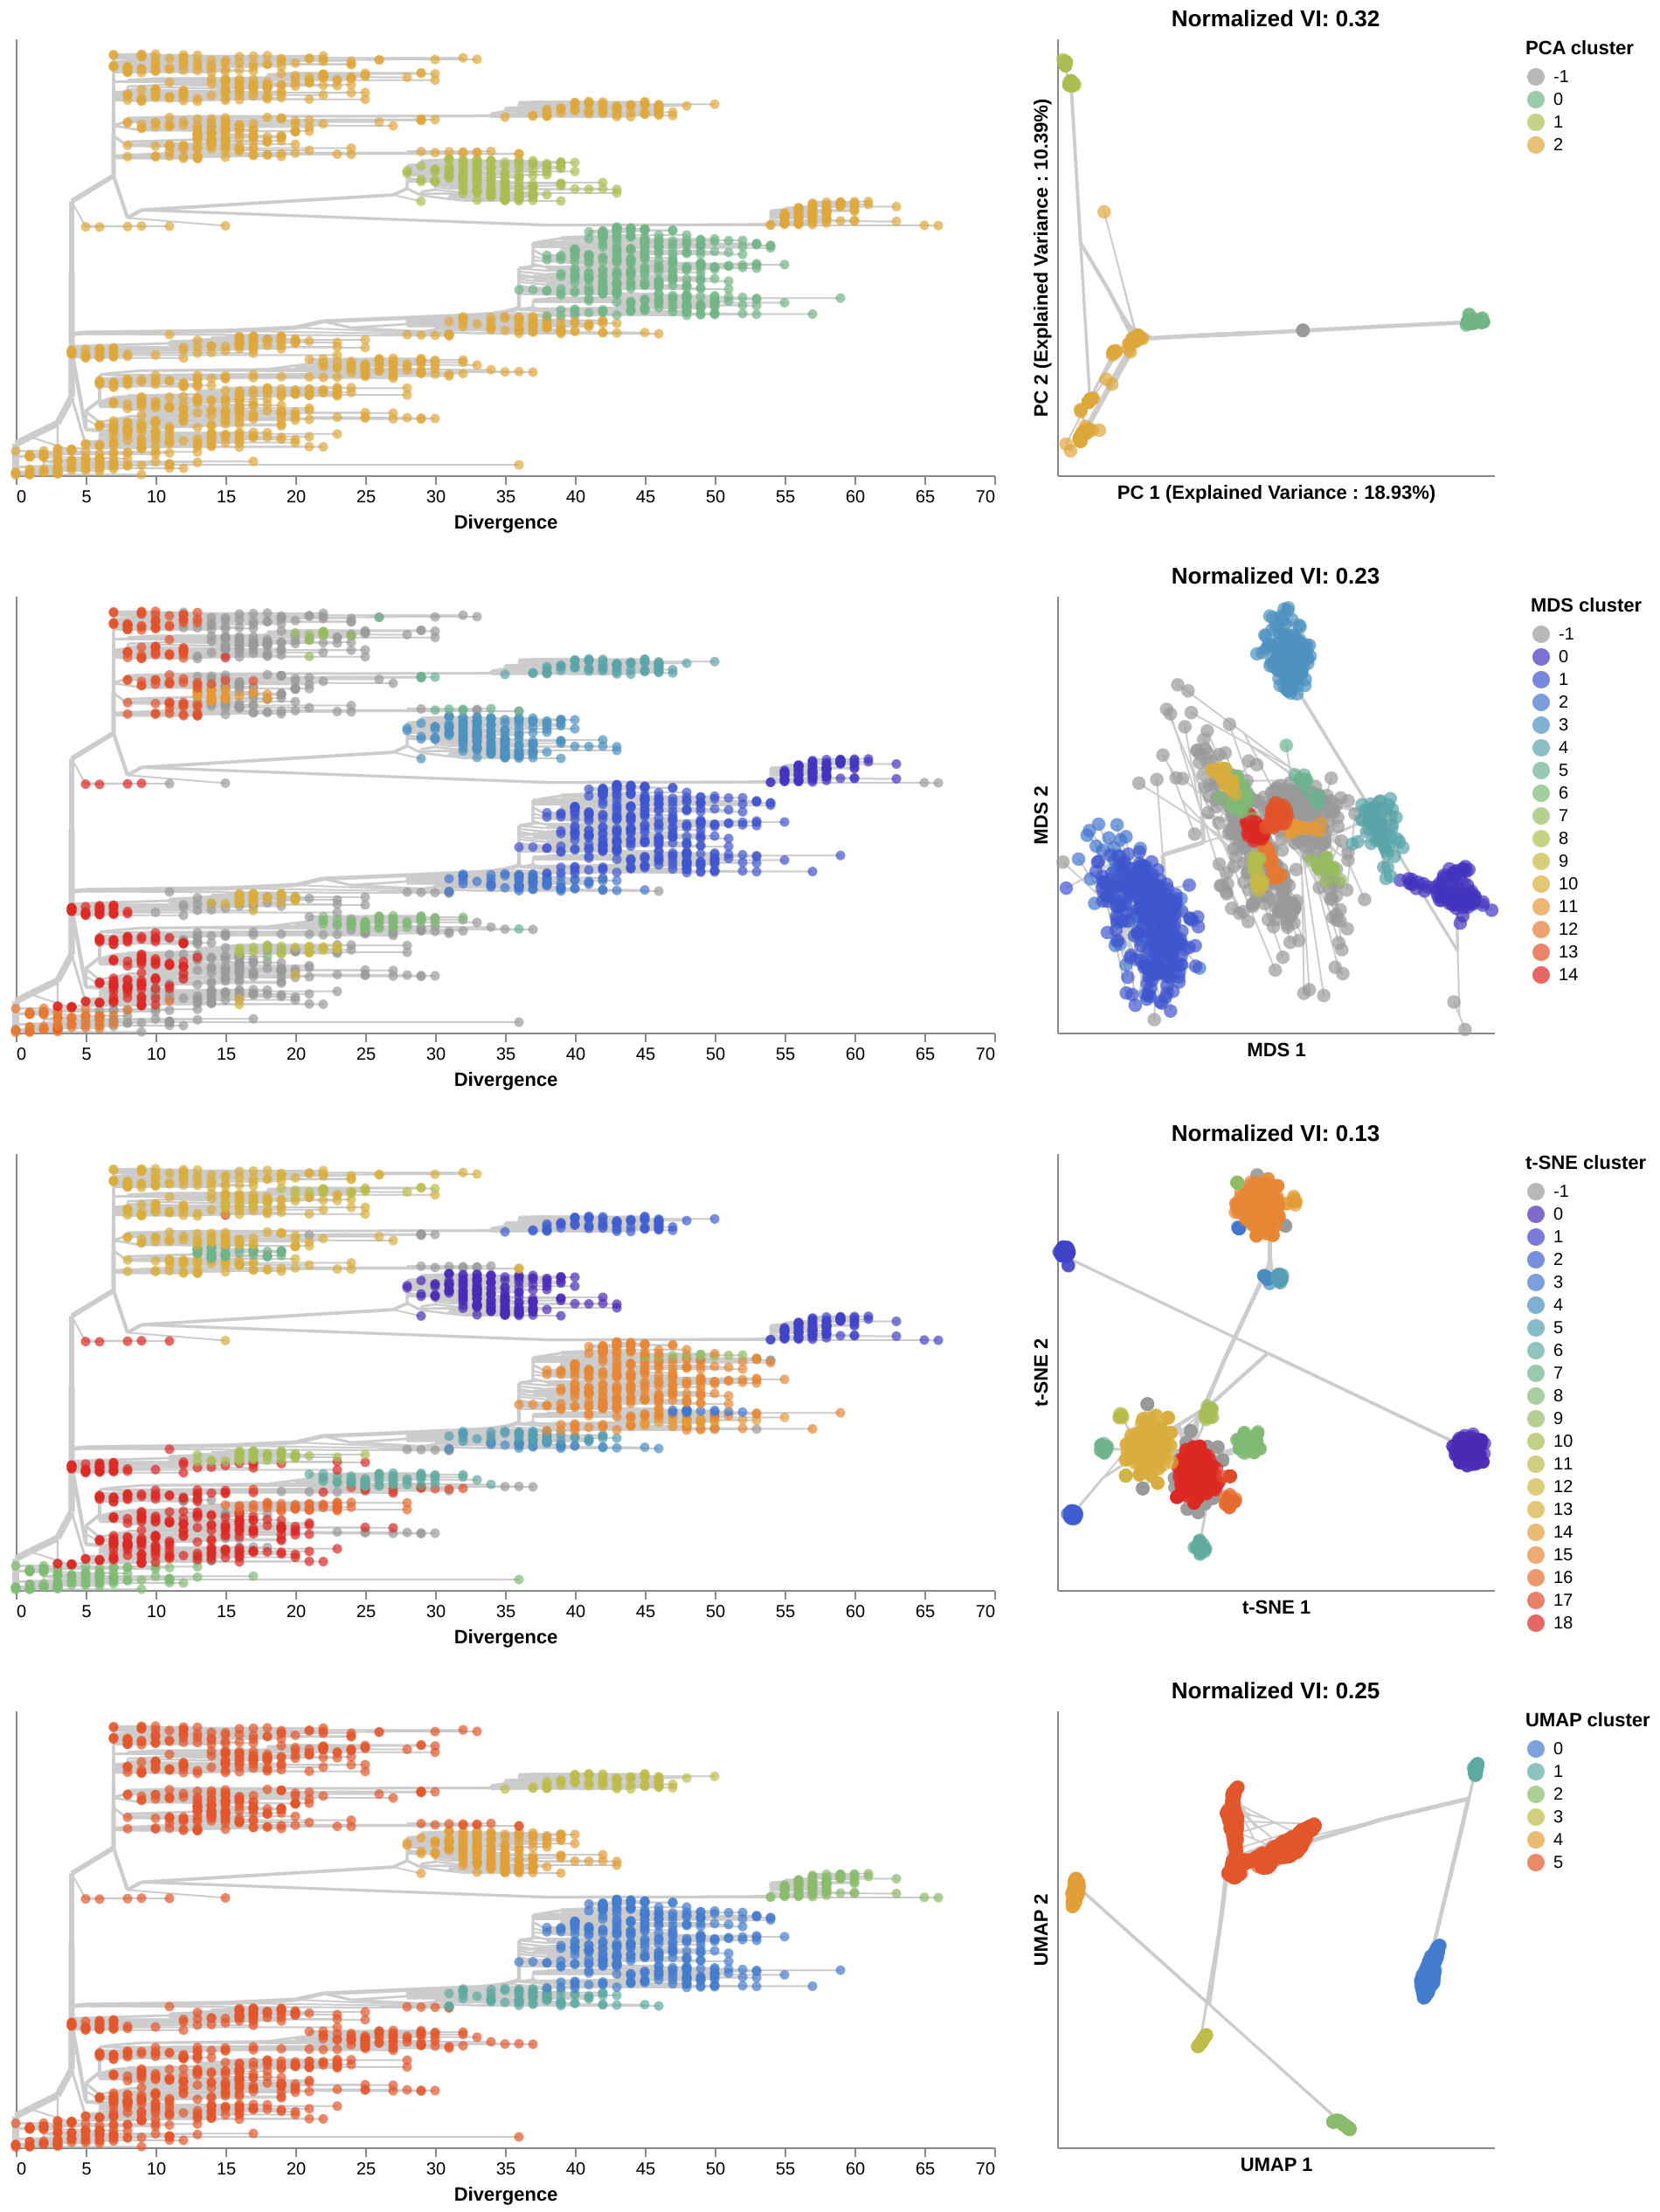 Normalized VI: 0.32
PCA cluster
-1
0
1
2
PC 2 (Explained Variance : 10.39%)
0 5 10 15 20 25 30 35 40 45 50 55 60 65 70
Divergence
PC 1 (Explained Variance : 18.93%)
Normalized VI: 0.23
MDS cluster
-1
0
1
2
3
4
5
6
7
8
9
10
11
12
13
14
MDS 2
0 5 10 15 20 25 30 35 40 45 50 55 60 65 70
Divergence
MDS 1
Normalized VI: 0.13
t-SNE cluster
-1
0
1
2
3
4
5
6
7
8
9
10
11
12
13
14
15
16
17
18
t-SNE 2
0 5 10 15 20 25 30 35 40 45 50 55 60 65 70
Divergence
t-SNE 1
Normalized VI: 0.25
UMAP cluster
0
1
2
3
4
5
UMAP 2
0 5 10 15 20 25 30 35 40 45 50 55 60 65 70
Divergence
UMAP 1